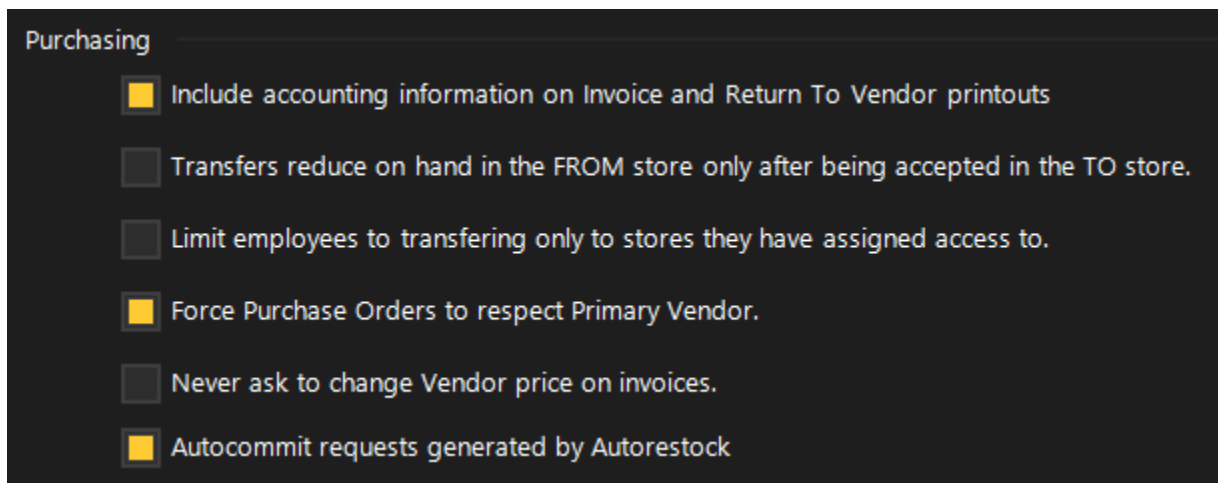 Purchasing
Include accounting information on Invoice and Return To Vendor printouts
Transfers reduce on hand in the FROM store only after being accepted in the TO store.
Limit employees to transfering only to stores they have assigned access to.
Force Purchase Orders to respect Primary Vendor.
Never ask to change Vendor price on invoices.
Autocommit requests generated by Autorestock